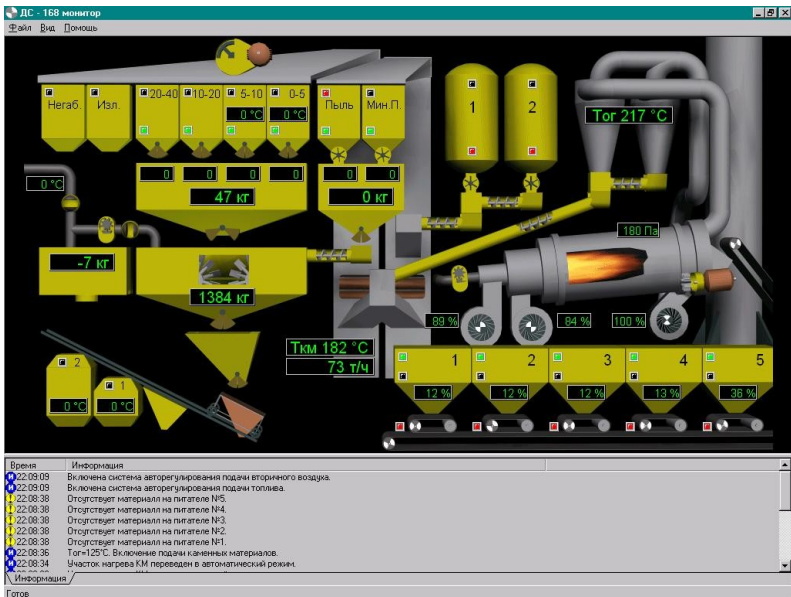 ДС - 168 монитор
Файл Вид Помощь
Негаб. Изл. 20-40 10-20 5-10 0-5 Пыль Мин.П.
0 °C 0 °C
1 2
Тог 217 °C
0 °C
0 0 0 0 0 0
47 кг 0 кг
180 Па
-7 кг
1384 кг
89 % 84 % 100 %
Ткм 182 °C
73 т/ч
2 1
0 °C 0 °C
1 2 3 4 5
12 % 12 % 12 % 13 % 36 %
Время Информация
22:09:09 Включена система авторегулирования подачи вторичного воздуха.
22:09:09 Включена система авторегулирования подачи топлива.
22:08:38 Отсутствует материалл на питателе №5.
22:08:38 Отсутствует материалл на питателе №4.
22:08:38 Отсутствует материалл на питателе №3.
22:08:38 Отсутствует материалл на питателе №2.
22:08:38 Отсутствует материалл на питателе №1.
22:08:36 Тог=125°C. Включение подачи каменных материалов.
22:08:34 Участок нагрева КМ переведен в автоматический режим.
Информация
Готов